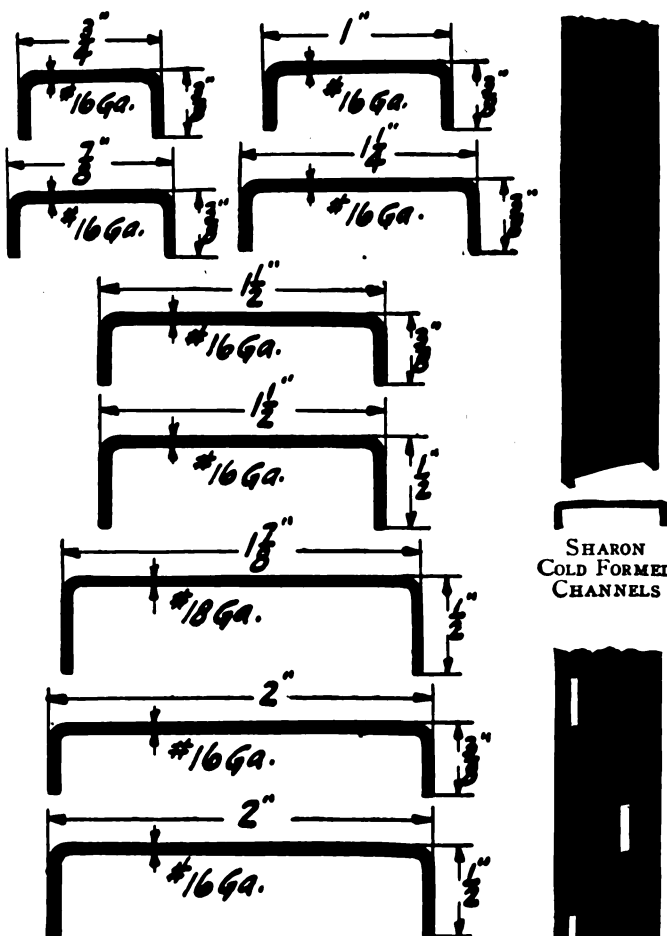 3/4"
#16 Ga.
3/8"
1"
#16 Ga.
3/8"
7/8"
#16 Ga.
3/8"
1 1/4"
#16 Ga.
3/8"
1 1/2"
#16 Ga.
3/8"
1 1/2"
#16 Ga.
1/2"
1 7/8"
#18 Ga.
1/2"
2"
#16 Ga.
3/8"
2"
#16 Ga.
1/2"
SHARON
COLD FORMED
CHANNELS